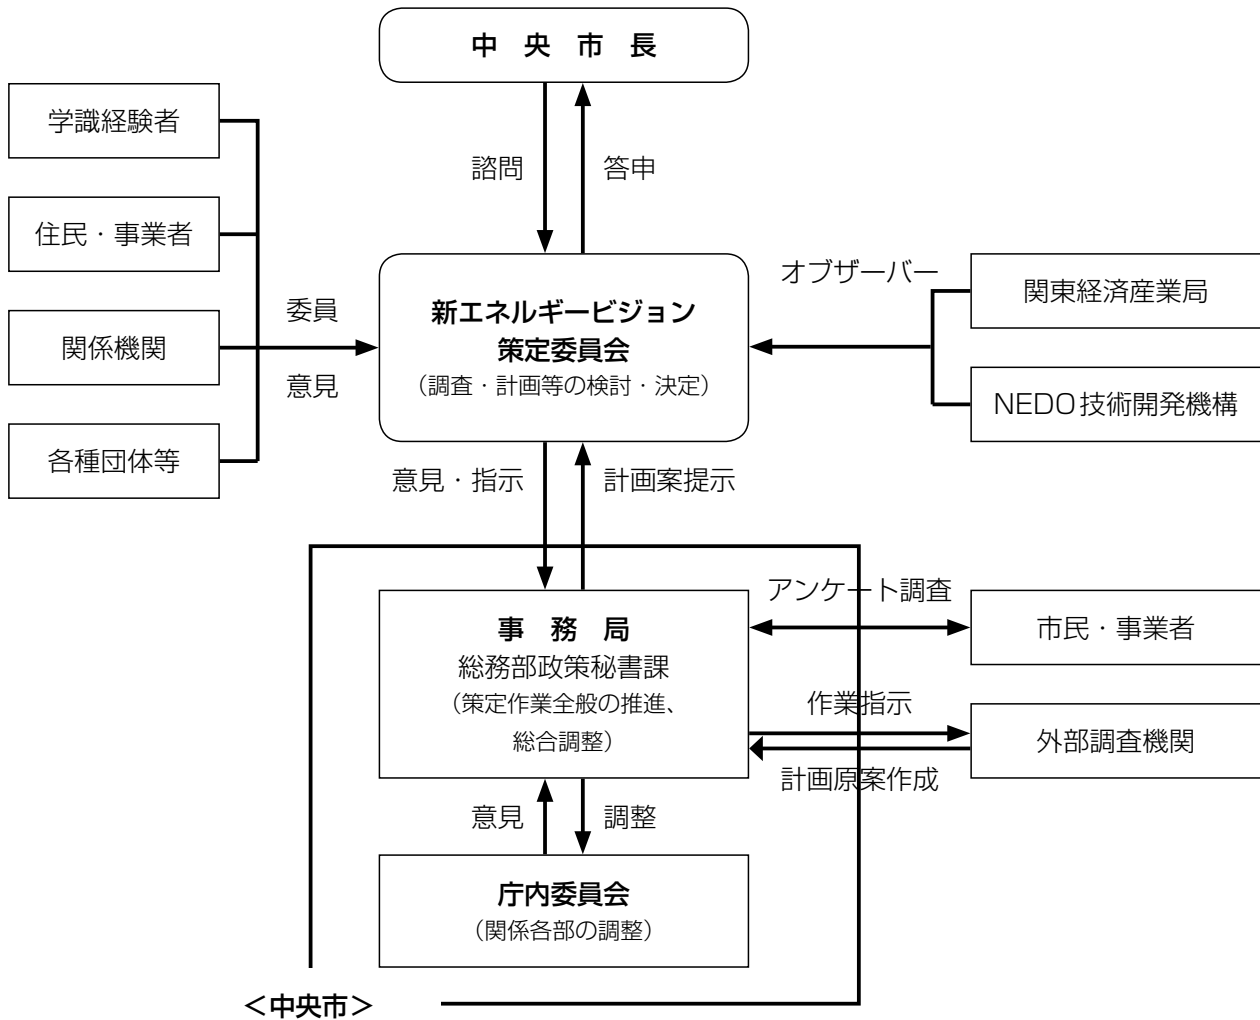 中 央 市 長
学識経験者
住民・事業者
関係機関
各種団体等
諮問
答申
委員
意見
新エネルギービジョン
策定委員会
（調査・計画等の検討・決定）
オブザーバー
関東経済産業局
NEDO技術開発機構
意見・指示
計画案提示
事 務 局
総務部政策秘書課
（策定作業全般の推進、
総合調整）
アンケート調査
市民・事業者
作業指示
計画原案作成
外部調査機関
意見
調整
庁内委員会
（関係各部の調整）
＜中央市＞